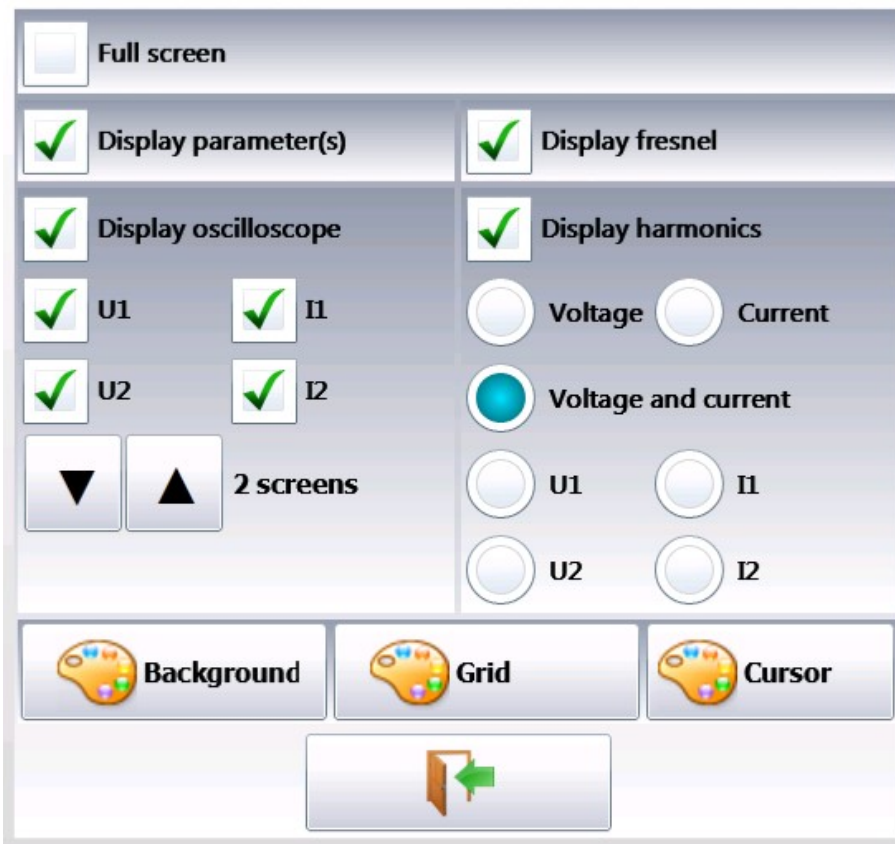 Full screen
Display parameter(s)
Display fresnel
Display oscilloscope
Display harmonics
U1
I1
Voltage
Current
U2
I2
Voltage and current
2 screens
U1
I1
U2
I2
Background
Grid
Cursor